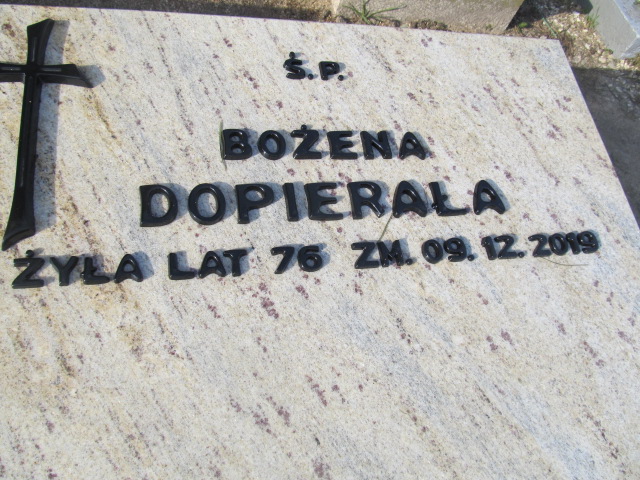 Ś.P.
BOŻENA
DOPIERAŁA
ŻYŁA LAT 76 ZM. 09.12.2019